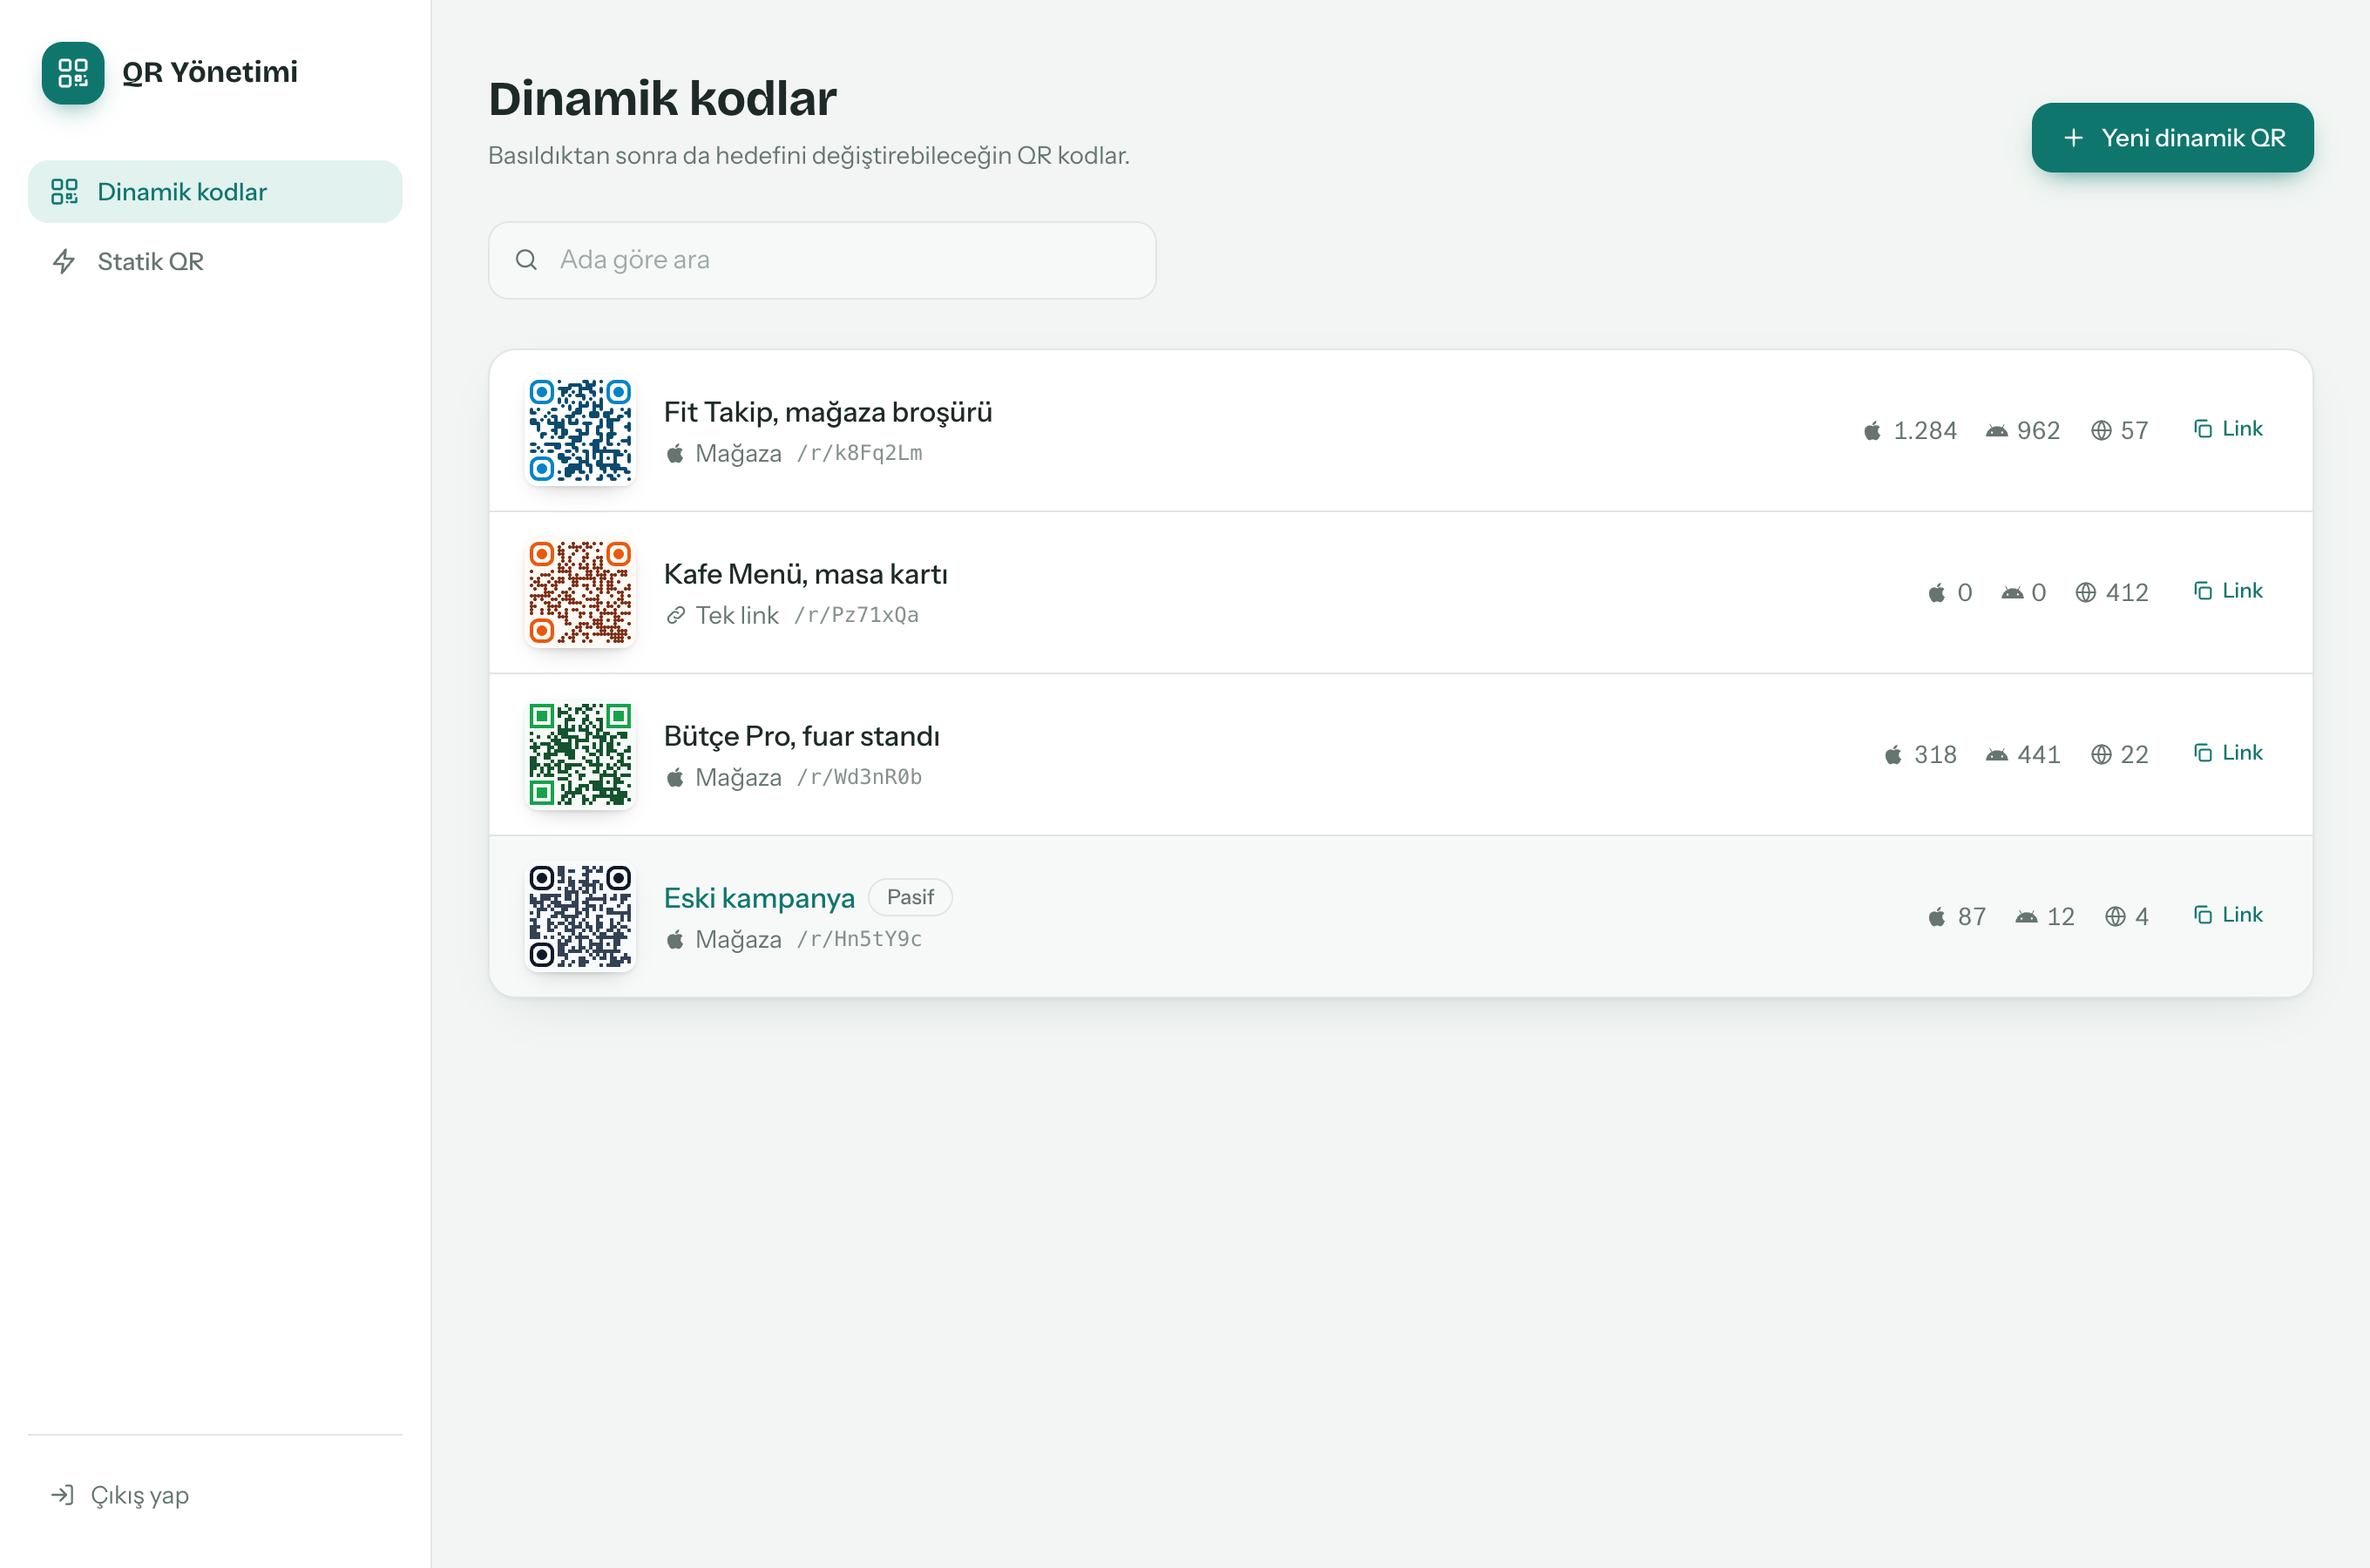 QR Yönetimi
Dinamik kodlar
Statik QR
Çıkış yap
Dinamik kodlar
Basıldıktan sonra da hedefini değiştirebileceğin QR kodlar.
Yeni dinamik QR
Ada göre ara
Fit Takip, mağaza broşürü
Mağaza /r/k8Fq2Lm
1.284 962 57 Link
Kafe Menü, masa kartı
Tek link /r/Pz71xQa
0 0 412 Link
Bütçe Pro, fuar standı
Mağaza /r/Wd3nR0b
318 441 22 Link
Eski kampanya Pasif
Mağaza /r/Hn5tY9c
87 12 4 Link